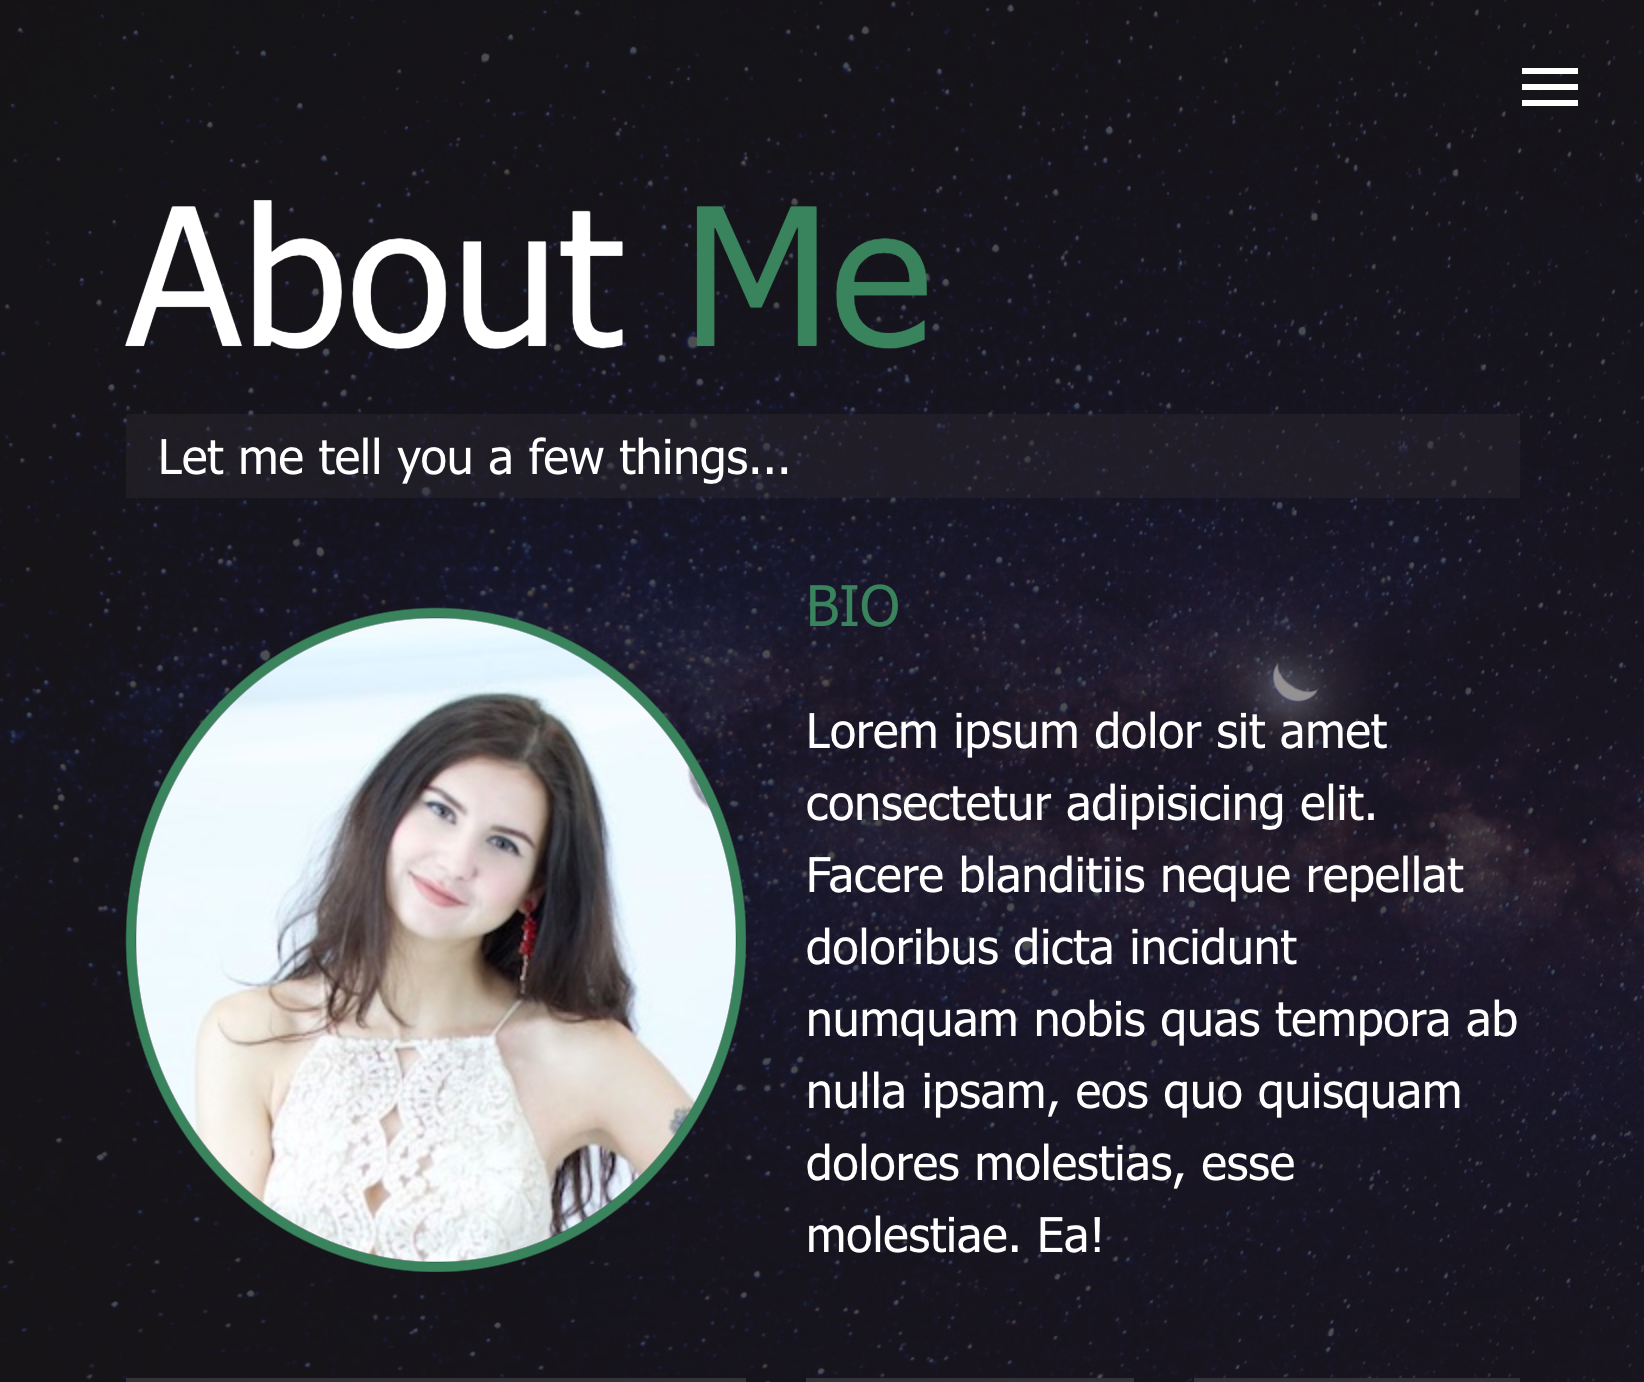 About Me
Let me tell you a few things...
BIO
Lorem ipsum dolor sit amet
consectetur adipisicing elit.
Facere blanditiis neque repellat
doloribus dicta incidunt
numquam nobis quas tempora ab
nulla ipsam, eos quo quisquam
dolores molestias, esse
molestiae. Ea!